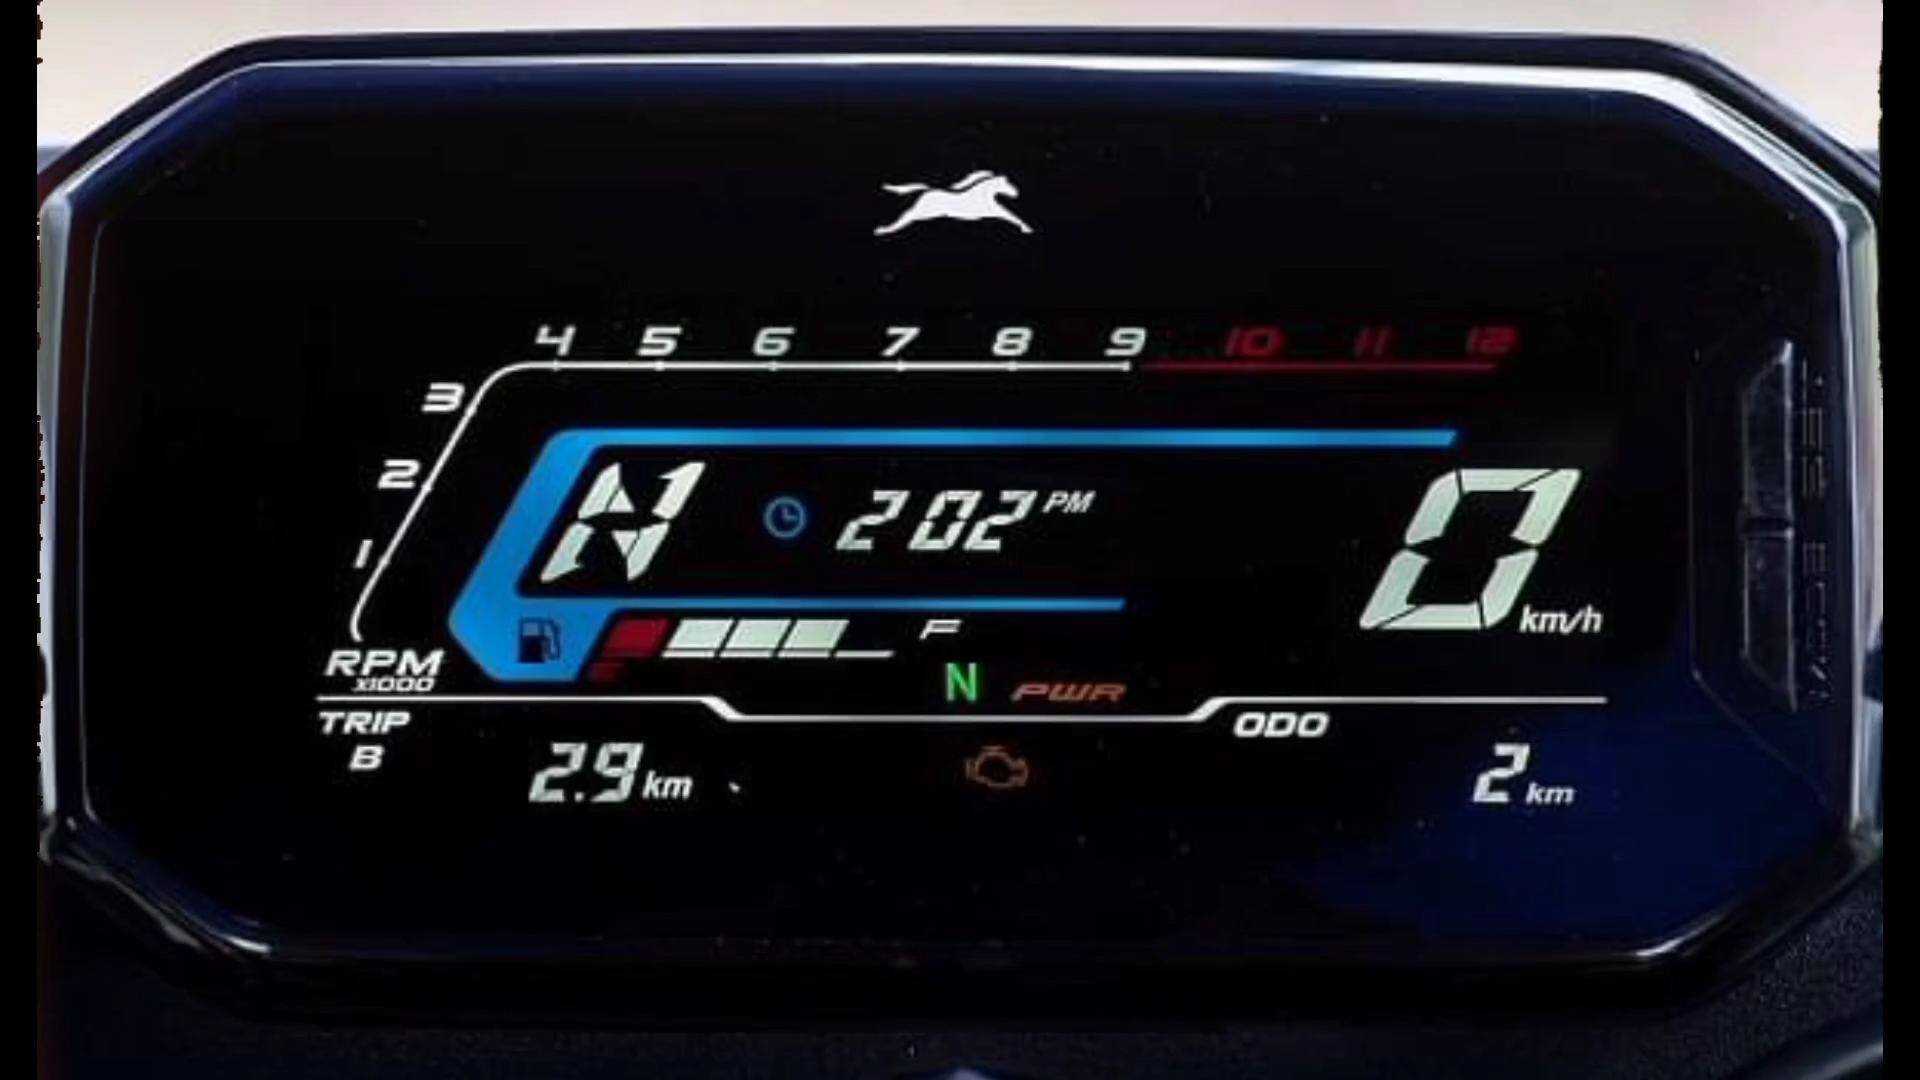 4 5 6 7 8 9 10 11 12
3
2
1
N 2 02 PM
0 km/h
F
E
RPM
x1000
N PWR
TRIP
B
2.9 km
ODO
2 km